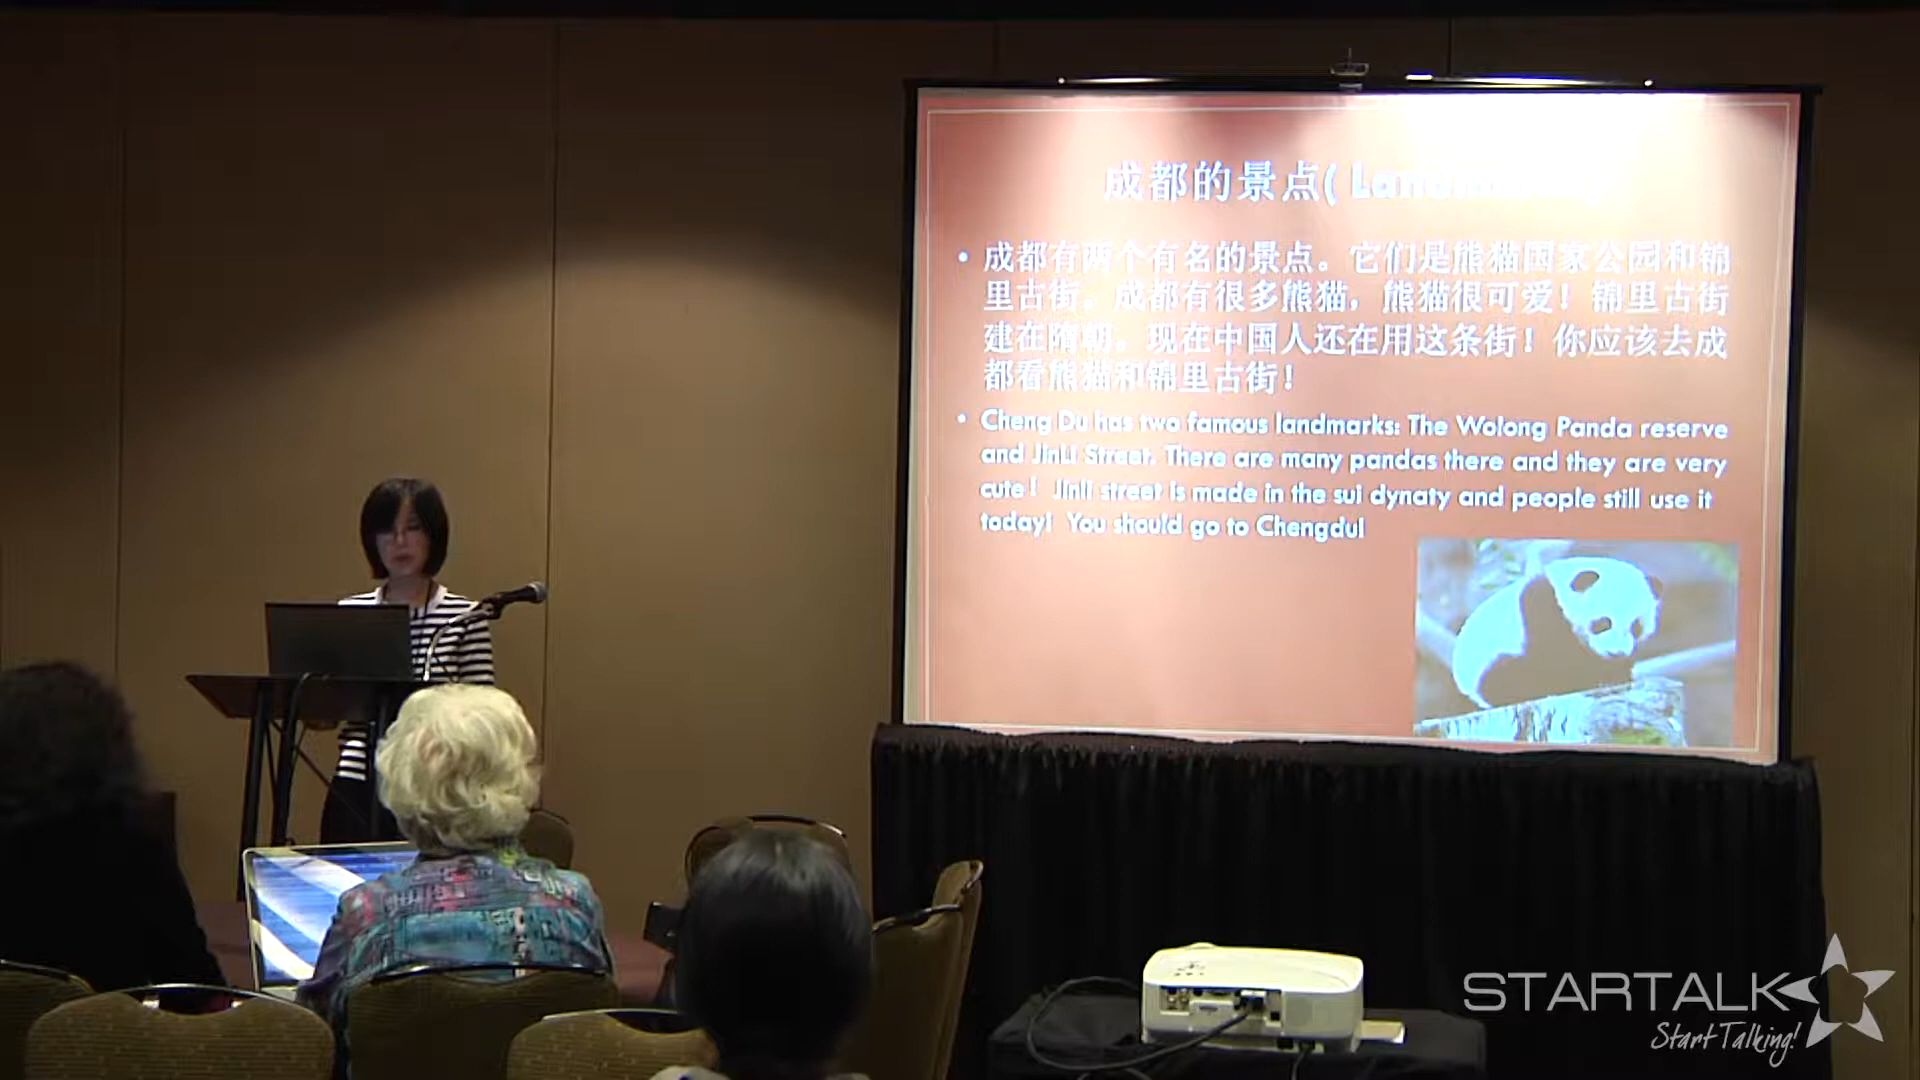 成都的景点(
• 成都有两个有名的景点。它们是熊猫国家公园和锦
里古街。成都有很多熊猫，熊猫很可爱！锦里古街
建在隋朝。现在中国人还在用这条街！你应该去成
都看熊猫和锦里古街！
• Cheng Du has two famous landmarks: The Wolong Panda reserve
and JinLi Street. There are many pandas there and they are very
cute！ Jinli street is made in the sui dynaty and people still use it
today! You should go to Chengdu!
STARTALK
Start Talking!